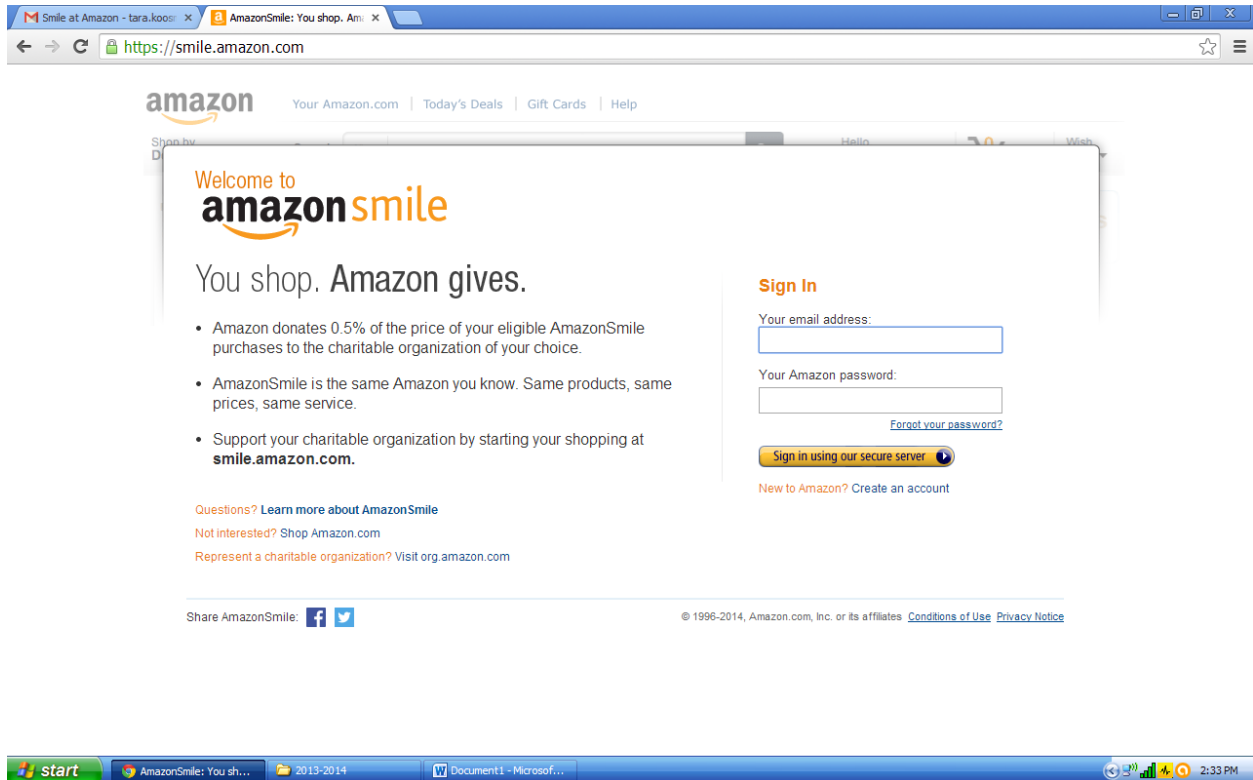 Smile at Amazon - tara.koosr
AmazonSmile: You shop. Am
https://smile.amazon.com
amazon
Your Amazon.com | Today's Deals | Gift Cards | Help
Shop by
Hello
Wish
Welcome to
amazonsmile
You shop. Amazon gives.
Sign In
Your email address:
• Amazon donates 0.5% of the price of your eligible AmazonSmile
purchases to the charitable organization of your choice.
• AmazonSmile is the same Amazon you know. Same products, same
prices, same service.
Your Amazon password:
Forgot your password?
• Support your charitable organization by starting your shopping at
smile.amazon.com.
Sign in using our secure server
New to Amazon? Create an account
Questions? Learn more about AmazonSmile
Not interested? Shop Amazon.com
Represent a charitable organization? Visit org.amazon.com
Share AmazonSmile:
© 1996-2014, Amazon.com, Inc. or its affiliates Conditions of Use Privacy Notice
start
AmazonSmile: You sh...
2013-2014
Document1 - Microsof...
2:33 PM